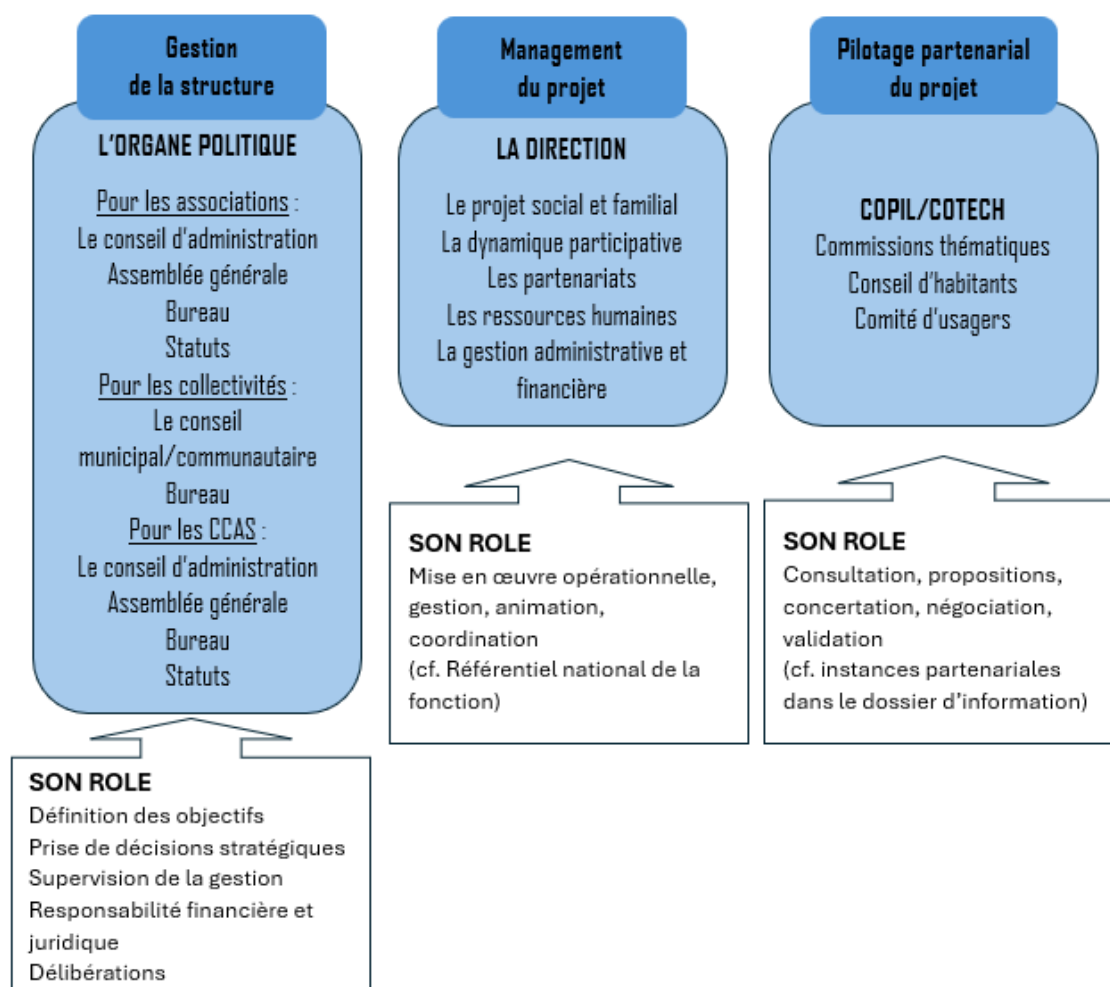 Gestion
de la structure
L'ORGANE POLITIQUE
Pour les associations :
Le conseil d'administration
Assemblée générale
Bureau
Statuts
Pour les collectivités :
Le conseil
municipal/communautaire
Bureau
Pour les CCAS :
Le conseil d'administration
Assemblée générale
Bureau
Statuts
SON ROLE
Définition des objectifs
Prise de décisions stratégiques
Supervision de la gestion
Responsabilité financière et
juridique
Délibérations
Management
du projet
LA DIRECTION
Le projet social et familial
La dynamique participative
Les partenariats
Les ressources humaines
La gestion administrative et
financière
SON ROLE
Mise en œuvre opérationnelle,
gestion, animation,
coordination
(cf. Référentiel national de la
fonction)
Pilotage partenarial
du projet
COPIL/COTECH
Commissions thématiques
Conseil d'habitants
Comité d'usagers
SON ROLE
Consultation, propositions,
concertation, négociation,
validation
(cf. instances partenariales
dans le dossier d'information)